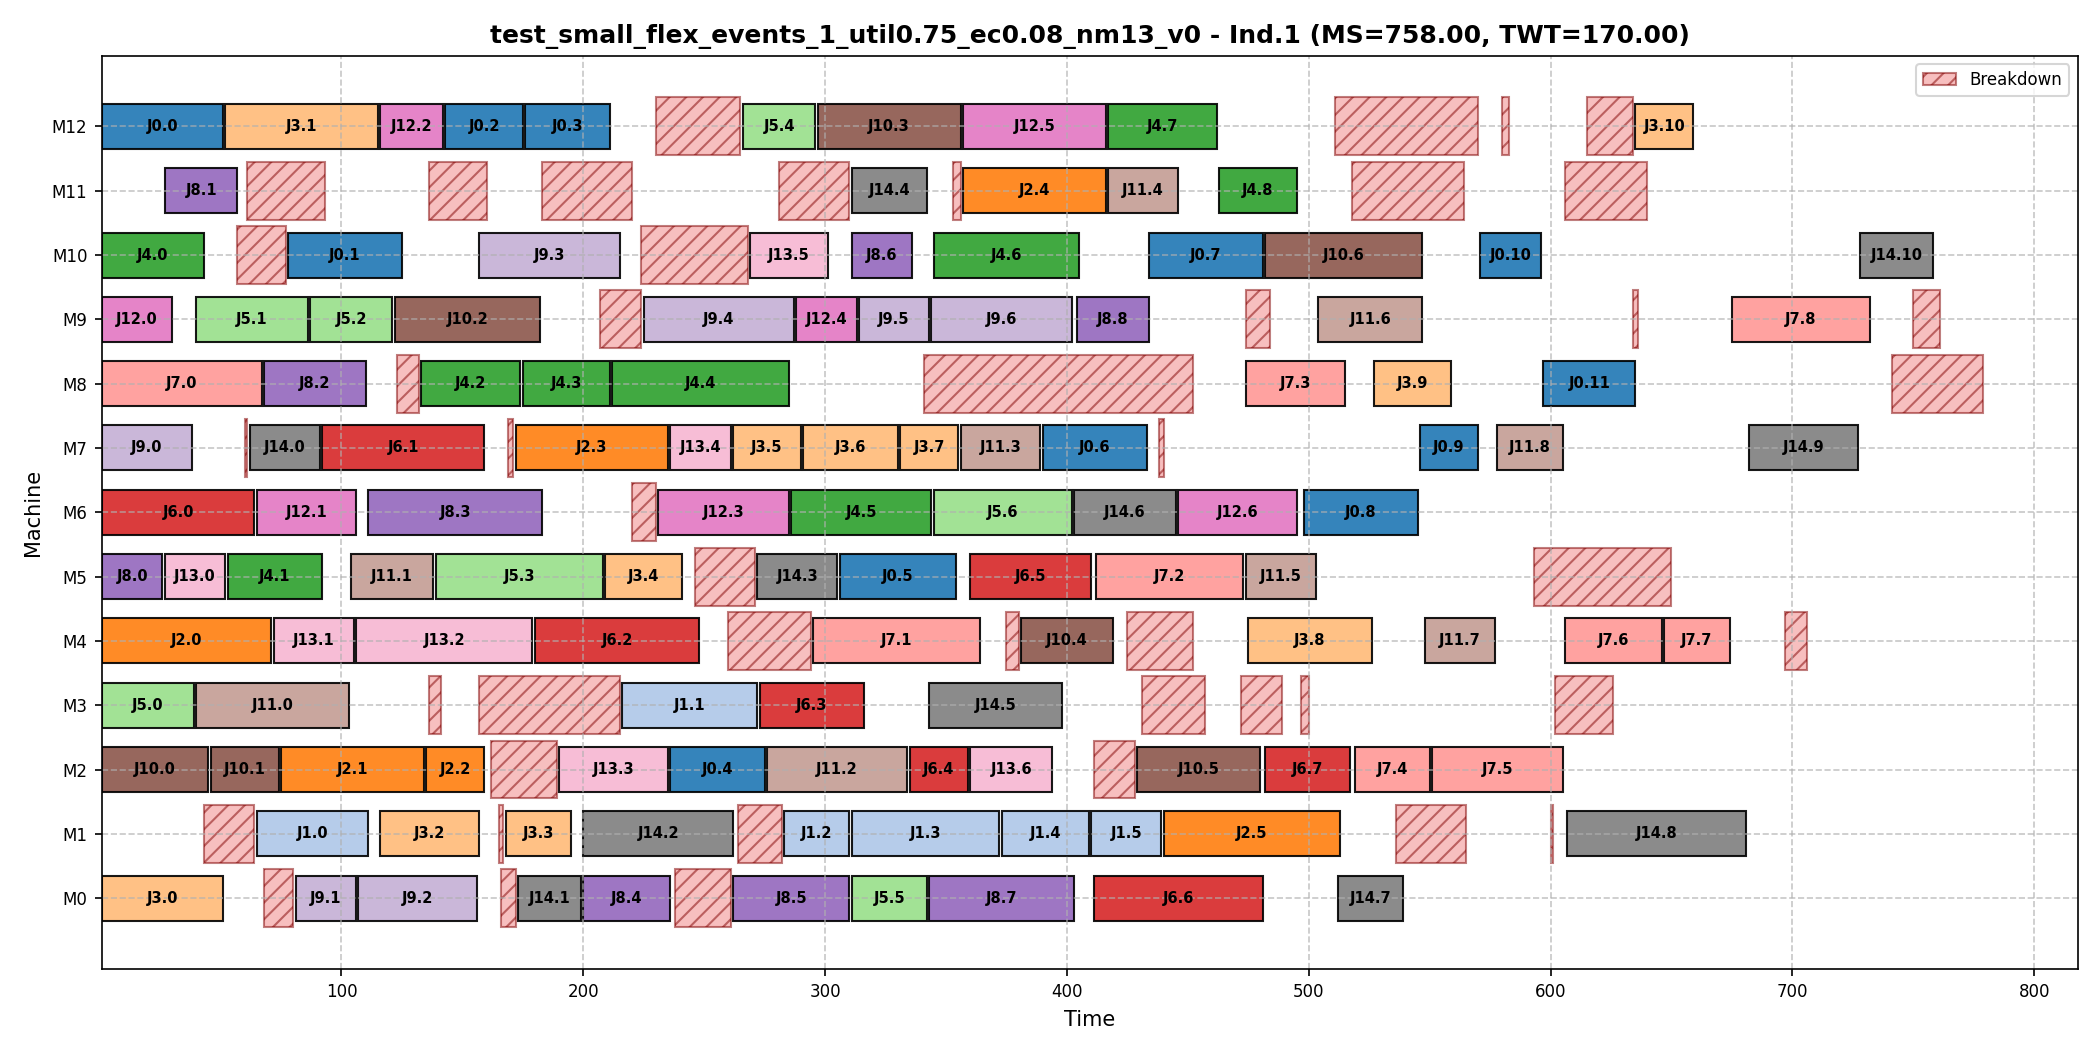 test_small_flex_events_1_util0.75_ec0.08_nm13_v0 - Ind.1 (MS=758.00, TWT=170.00)
Breakdown
M12 J0.0 J3.1 J12.2 J0.2 J0.3 J5.4 J10.3 J12.5 J4.7 J3.10
M11 J8.1 J14.4 J2.4 J11.4 J4.8
M10 J4.0 J0.1 J9.3 J13.5 J8.6 J4.6 J0.7 J10.6 J0.10 J14.10
M9 J12.0 J5.1 J5.2 J10.2 J9.4 J12.4 J9.5 J9.6 J8.8 J11.6 J7.8
M8 J7.0 J8.2 J4.2 J4.3 J4.4 J7.3 J3.9 J0.11
M7 J9.0 J14.0 J6.1 J2.3 J13.4 J3.5 J3.6 J3.7 J11.3 J0.6 J0.9 J11.8 J14.9
M6 J6.0 J12.1 J8.3 J12.3 J4.5 J5.6 J14.6 J12.6 J0.8
M5 J8.0 J13.0 J4.1 J11.1 J5.3 J3.4 J14.3 J0.5 J6.5 J7.2 J11.5
M4 J2.0 J13.1 J13.2 J6.2 J7.1 J10.4 J3.8 J11.7 J7.6 J7.7
M3 J5.0 J11.0 J1.1 J6.3 J14.5
M2 J10.0 J10.1 J2.1 J2.2 J13.3 J0.4 J11.2 J6.4 J13.6 J10.5 J6.7 J7.4 J7.5
M1 J1.0 J3.2 J3.3 J14.2 J1.2 J1.3 J1.4 J1.5 J2.5 J14.8
M0 J3.0 J9.1 J9.2 J14.1 J8.4 J8.5 J5.5 J8.7 J6.6 J14.7
Machine
100 200 300 400 500 600 700 800
Time